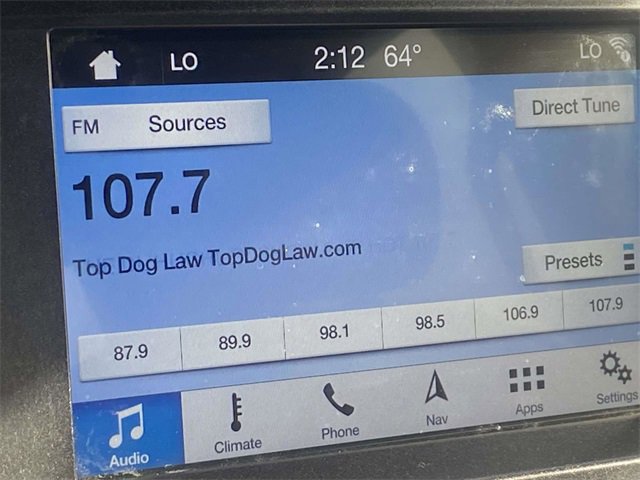 LO 2:12 64° LO
FM Sources Direct Tune
107.7
Top Dog Law TopDogLaw.com
Presets
87.9 89.9 98.1 98.5 106.9 107.9
Audio Climate Phone Nav Apps Settings